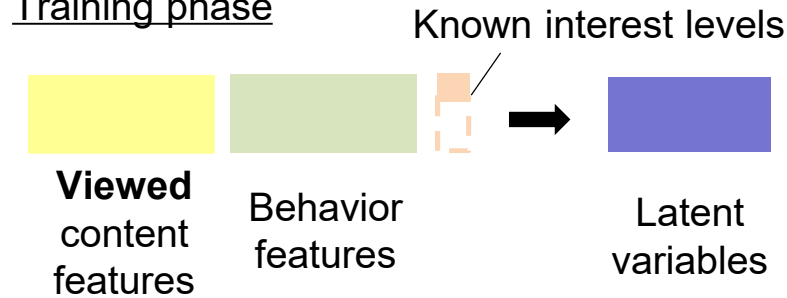 Training phase
Known interest levels
Viewed
content
features
Behavior
features
Latent
variables